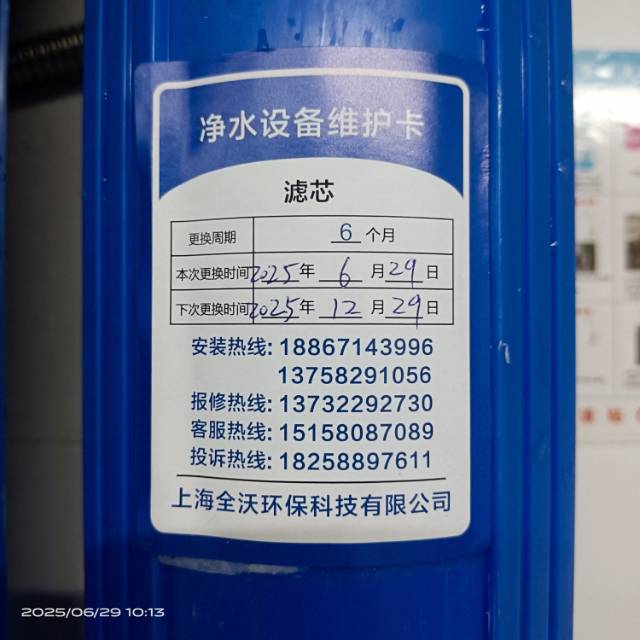 净水设备维护卡
滤芯
更换周期 6 个月
本次更换时间 2025 年 6 月 29 日
下次更换时间 2025 年 12 月 29 日
安装热线: 18867143996
13758291056
报修热线: 13732292730
客服热线: 15158087089
投诉热线: 18258897611
上海全沃环保科技有限公司
2025/06/29 10:13